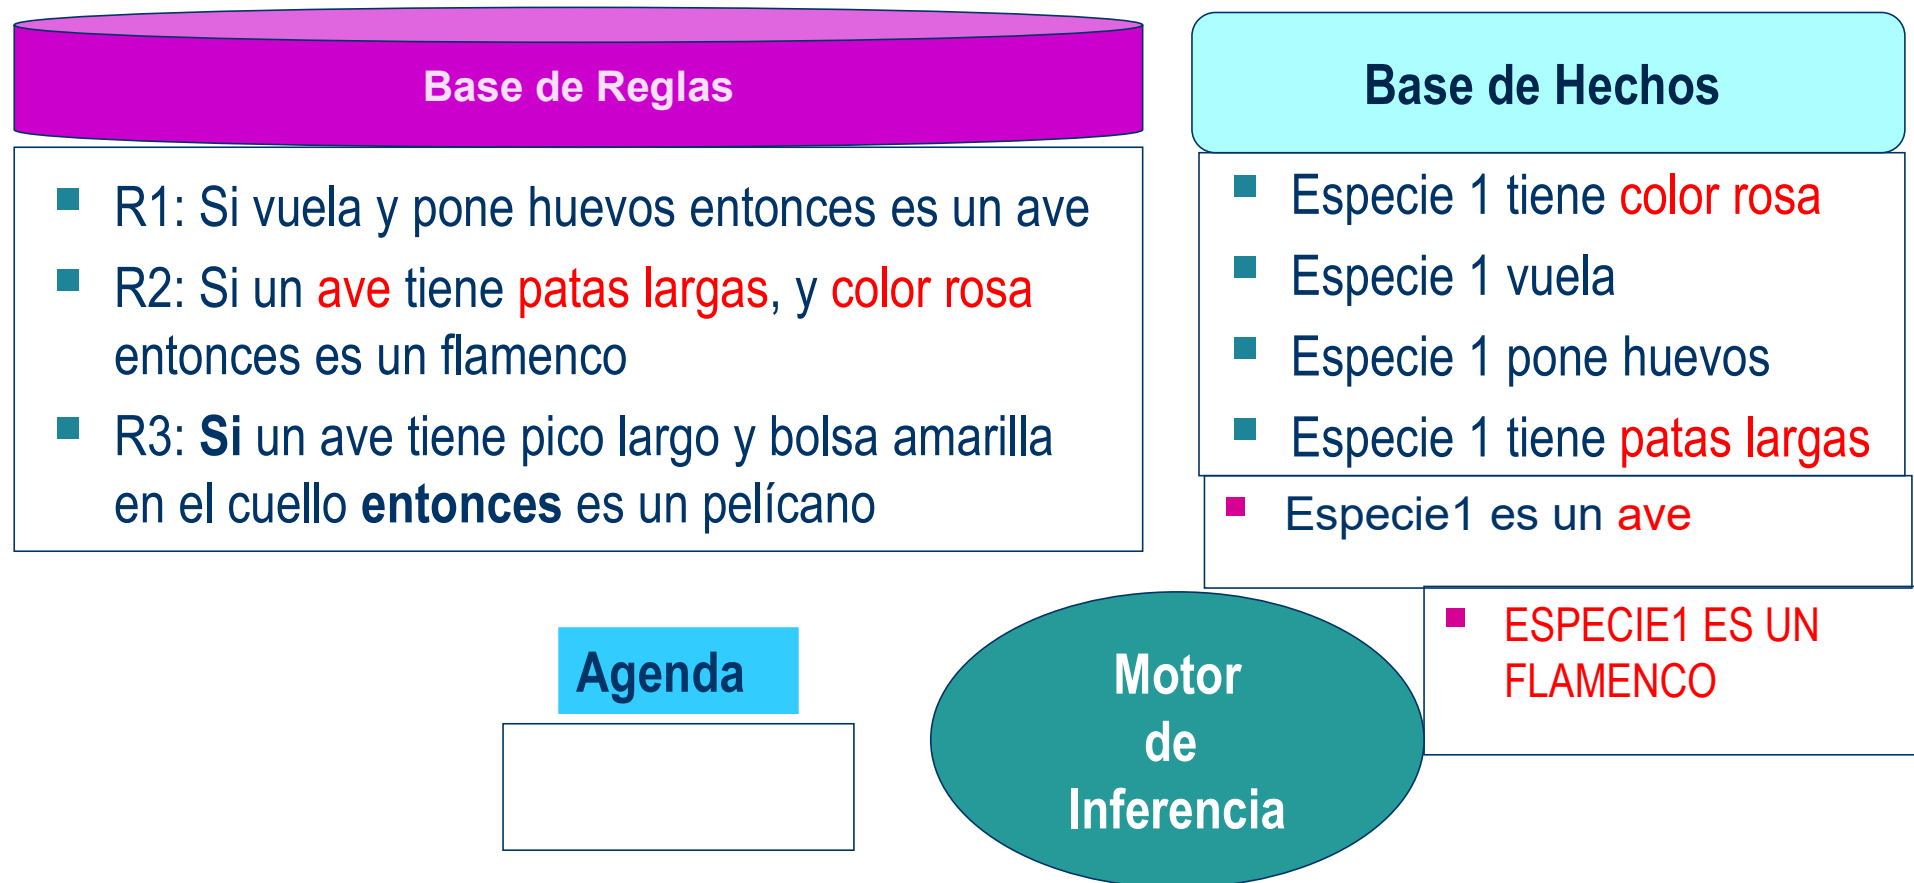 Base de Reglas
R1: Si vuela y pone huevos entonces es un ave
R2: Si un ave tiene patas largas, y color rosa
entonces es un flamenco
R3: Si un ave tiene pico largo y bolsa amarilla
en el cuello entonces es un pelícano
Base de Hechos
Especie 1 tiene color rosa
Especie 1 vuela
Especie 1 pone huevos
Especie 1 tiene patas largas
Especie1 es un ave
ESPECIE1 ES UN
FLAMENCO
Agenda
Motor
de
Inferencia